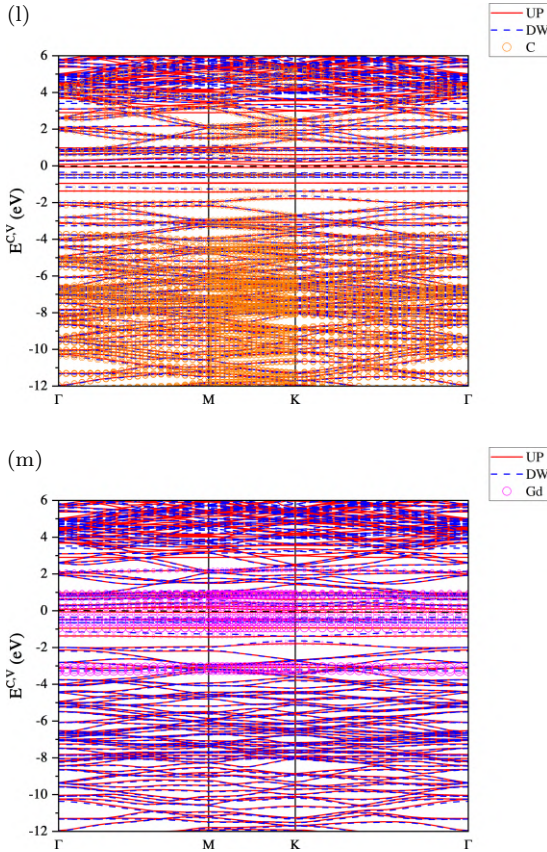 (l)
UP
DW
C
6
4
2
0
-2
-4
-6
-8
-10
-12
E^{C,V} (eV)
Γ M K Γ
(m)
UP
DW
Gd
6
4
2
0
-2
-4
-6
-8
-10
-12
E^{C,V} (eV)
Γ M K Γ